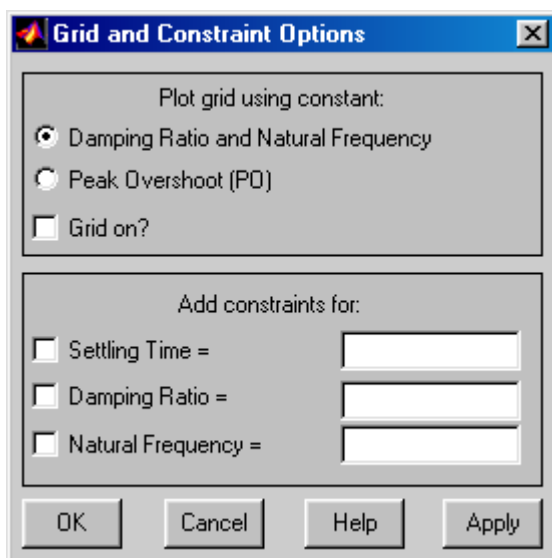 Grid and Constraint Options
Plot grid using constant:
Damping Ratio and Natural Frequency
Peak Overshoot (PO)
Grid on?
Add constraints for:
Settling Time =
Damping Ratio =
Natural Frequency =
OK Cancel Help Apply